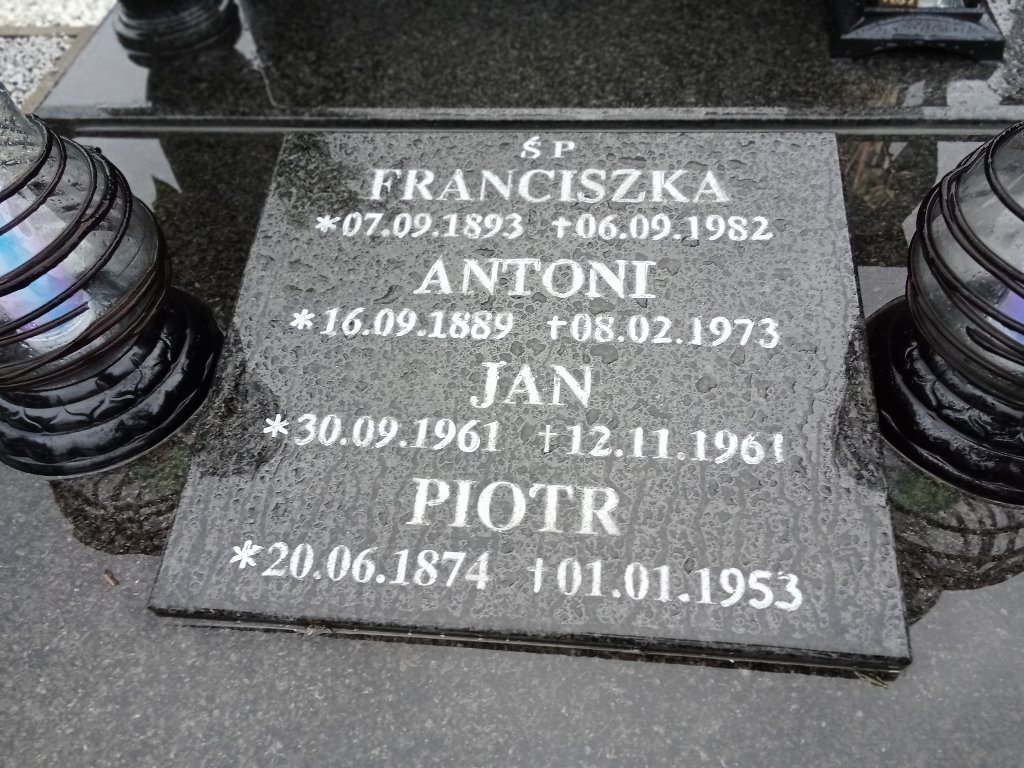 Ś P
FRANCISZKA
*07.09.1893 †06.09.1982
ANTONI
*16.09.1889 †08.02.1973
JAN
*30.09.1961 †12.11.1961
PIOTR
*20.06.1874 †01.01.1953